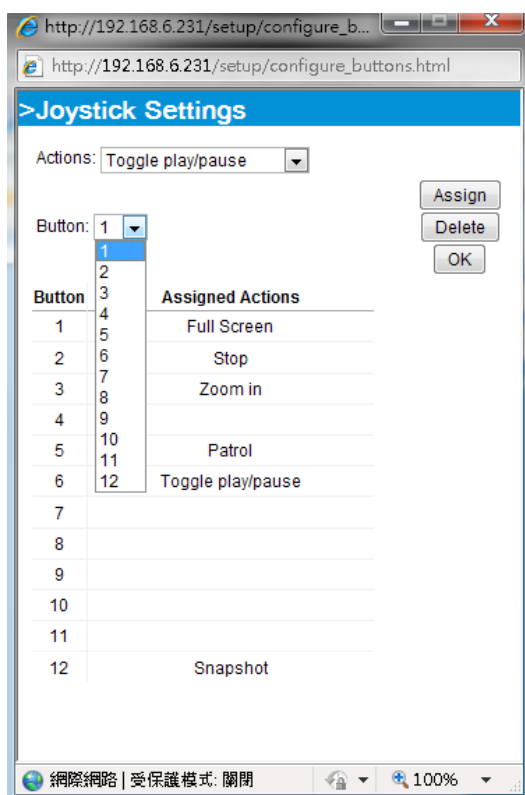 http://192.168.6.231/setup/configure_b...
http://192.168.6.231/setup/configure_buttons.html
>Joystick Settings
Actions: Toggle play/pause
Assign
Button: 1
Delete
OK
1
2
3
4
5
6
7
8
9
10
11
12
Button Assigned Actions
1 Full Screen
2 Stop
3 Zoom in
4
5 Patrol
6 Toggle play/pause
7
8
9
10
11
12 Snapshot
網際網路 | 受保護模式: 關閉 100%